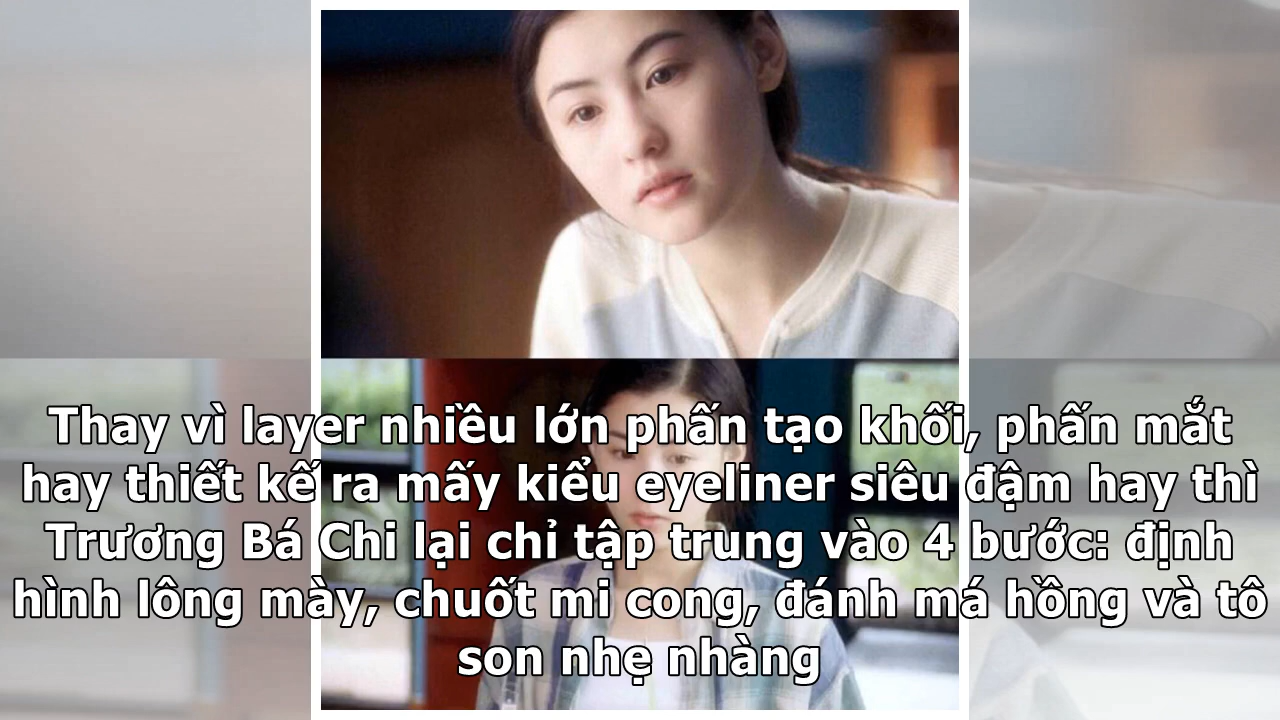 Thay vì layer nhiều lớn phấn tạo khối, phấn mắt
hay thiết kế ra mấy kiểu eyeliner siêu đậm hay thì
Trương Bá Chi lại chỉ tập trung vào 4 bước: định
hình lông mày, chuốt mi cong, đánh má hồng và tô
son nhẹ nhàng